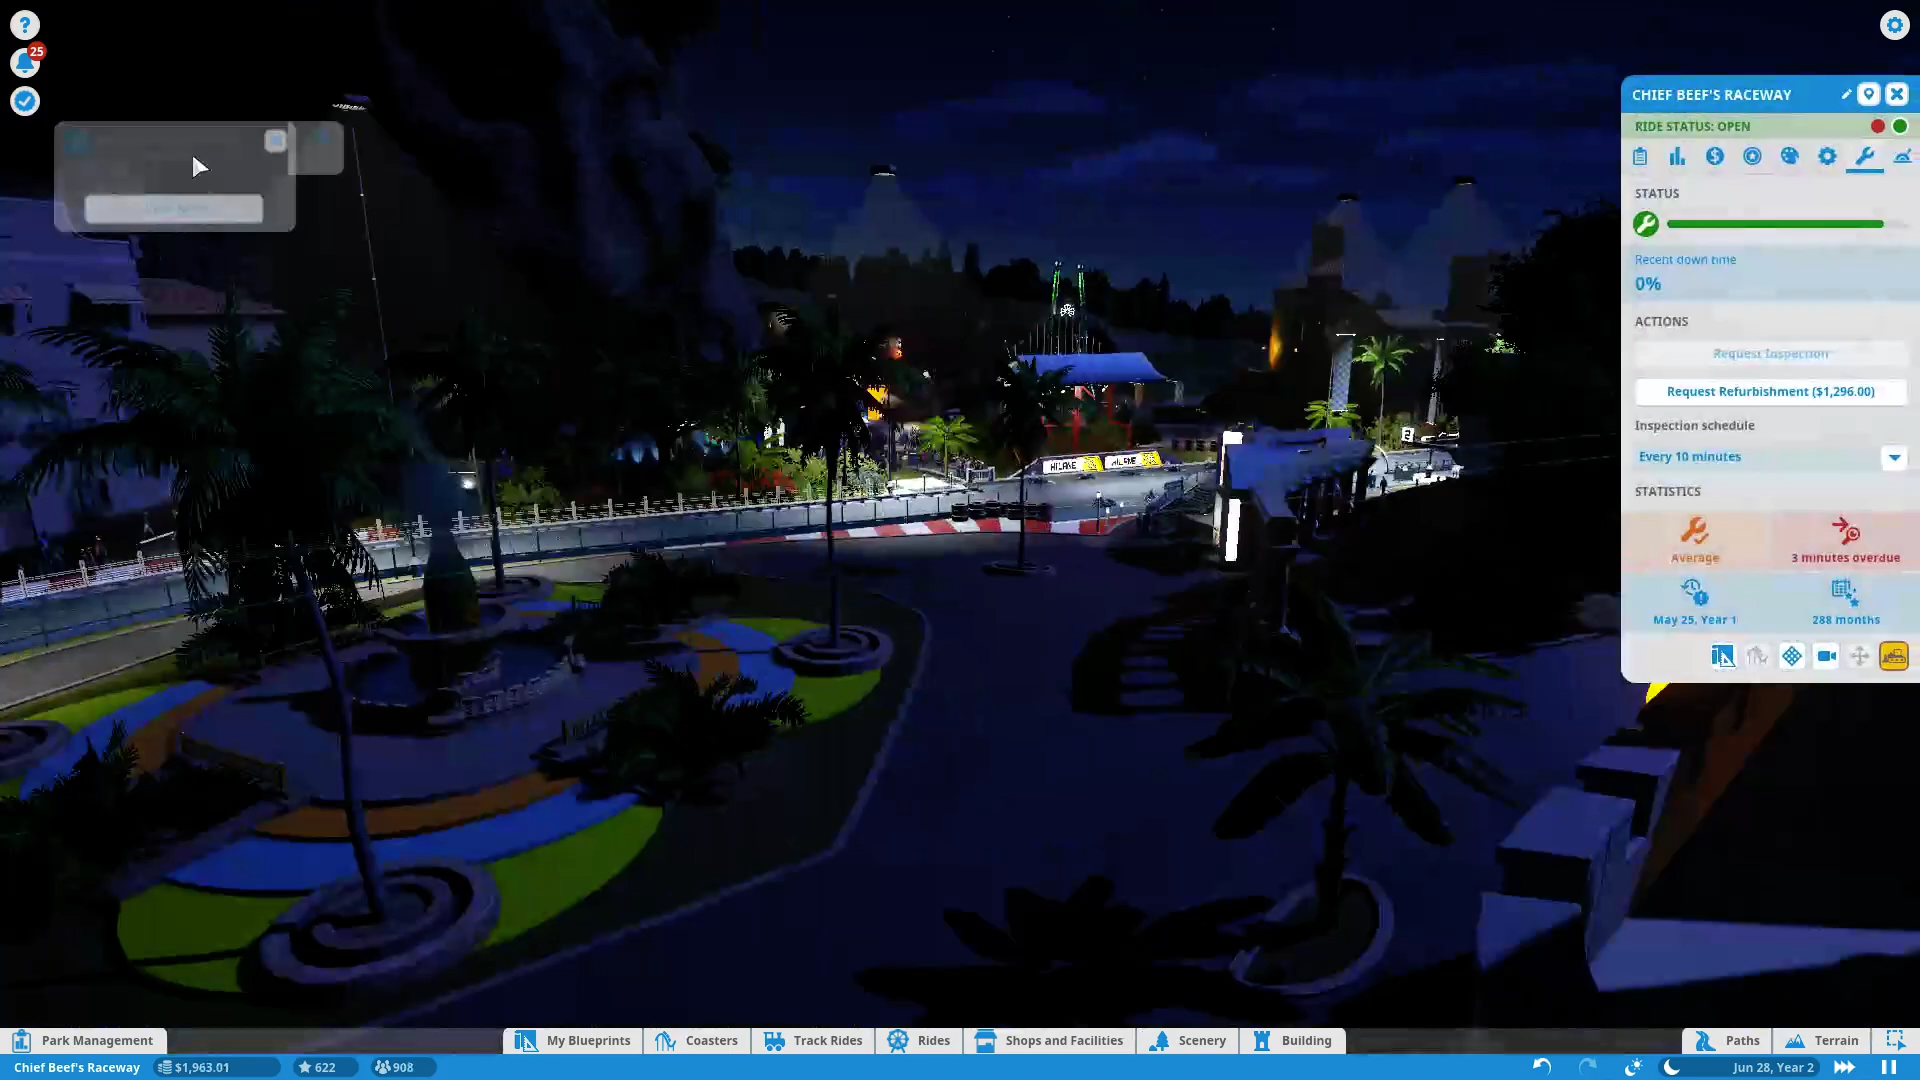 25
CHIEF BEEF'S RACEWAY
RIDE STATUS: OPEN
STATUS
Recent down time
0%
ACTIONS
Request Inspection
Request Refurbishment ($1,296.00)
Inspection schedule
Every 10 minutes
STATISTICS
Average
3 minutes overdue
May 25, Year 1
288 months
2
Park Management
My Blueprints
Coasters
Track Rides
Rides
Shops and Facilities
Scenery
Building
Paths
Terrain
Chief Beef's Raceway
$1,963.01
622
908
Jun 28, Year 2